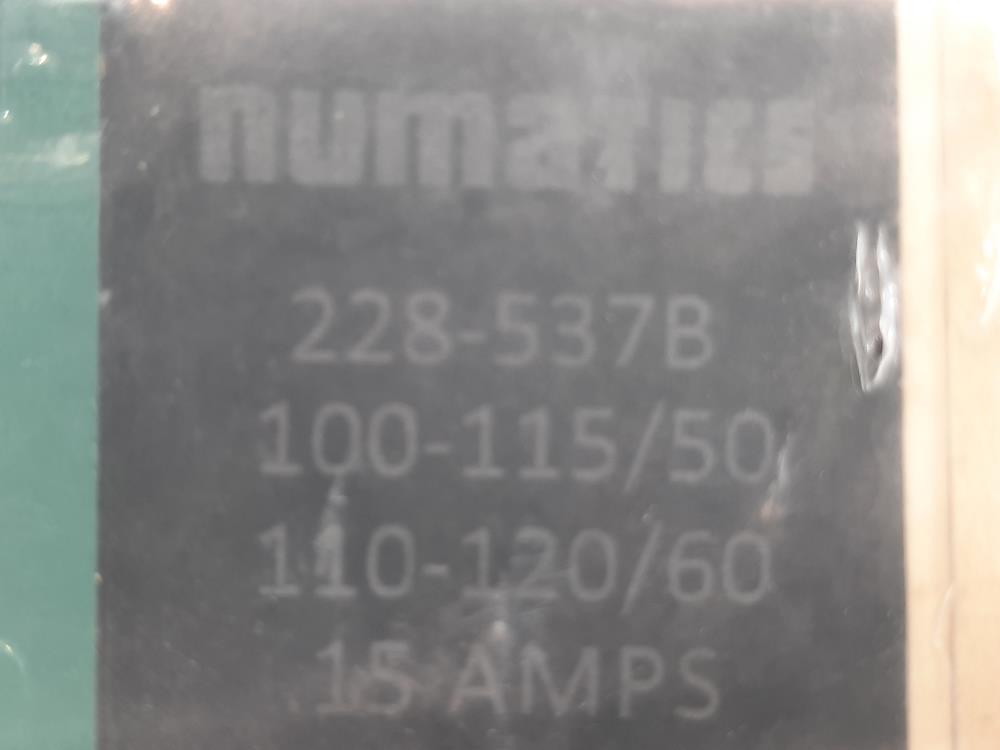 numatics
228-537B
100-115/50
110-120/60
15 AMPS